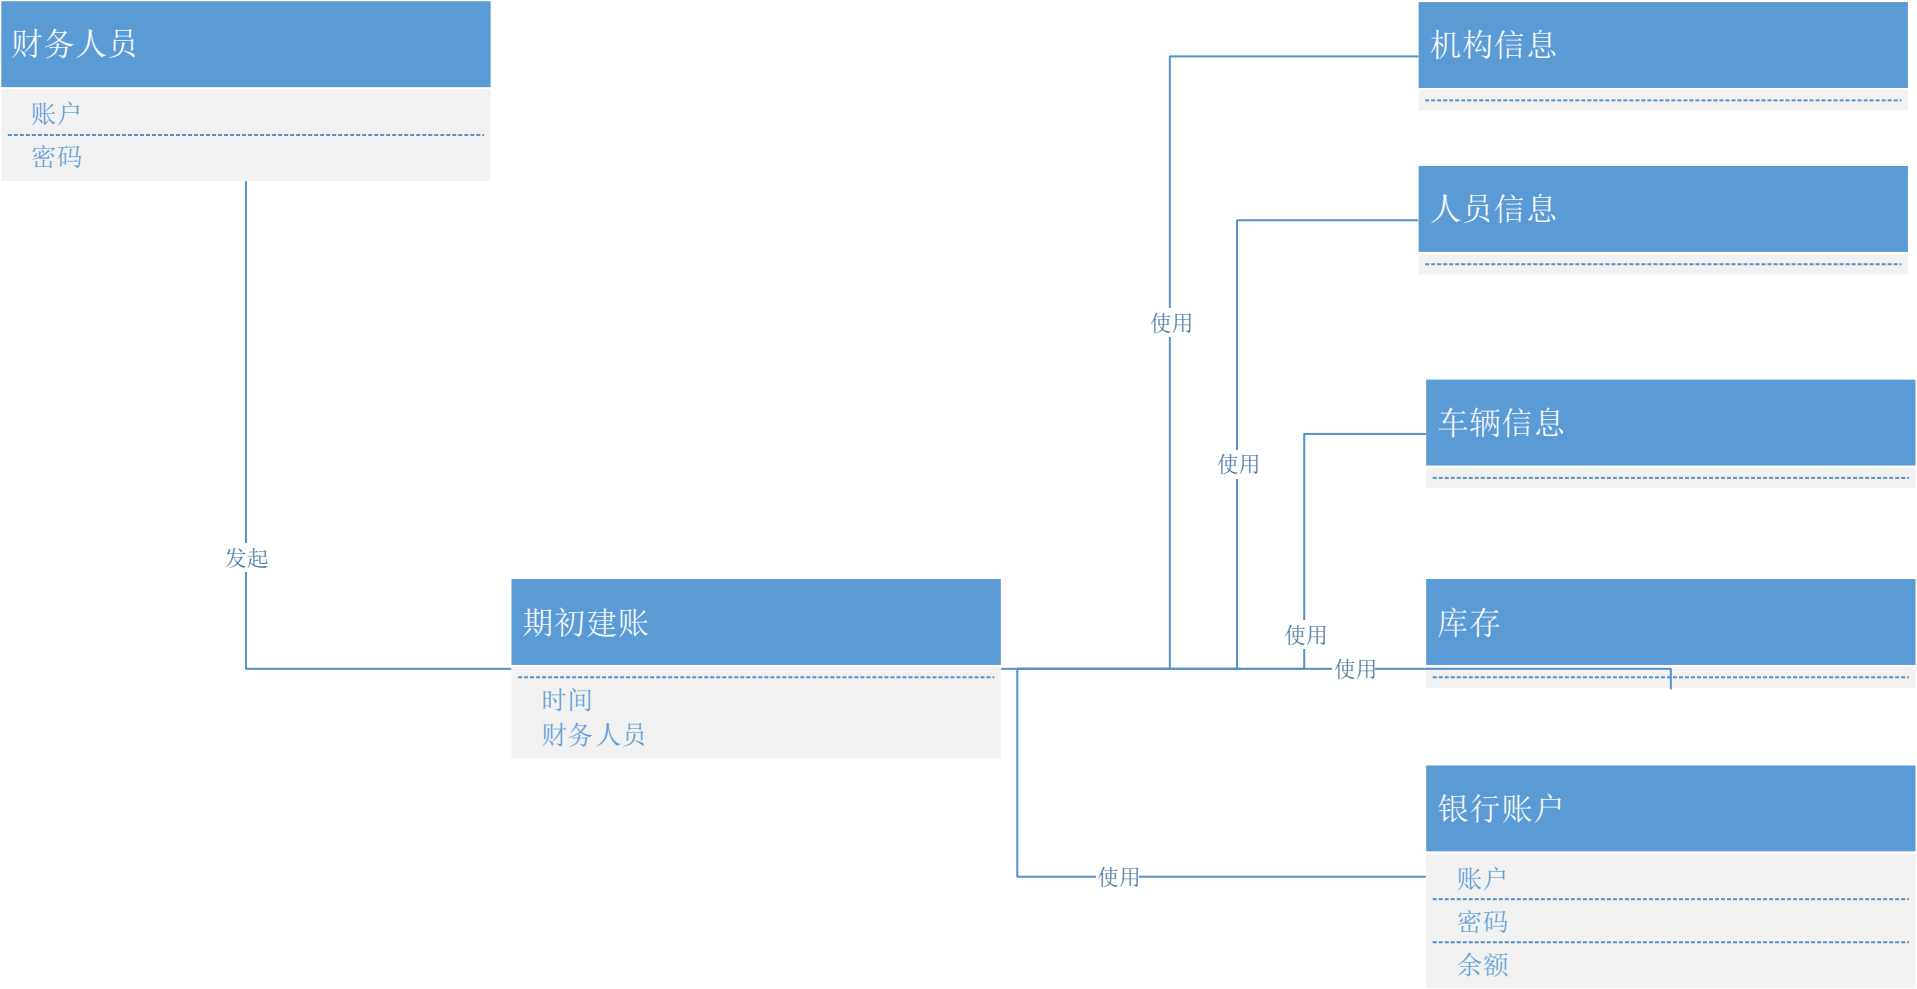 财务人员
账户
密码
机构信息
人员信息
使用
使用
车辆信息
发起
期初建账
时间
财务人员
使用
使用
库存
使用
银行账户
账户
密码
余额